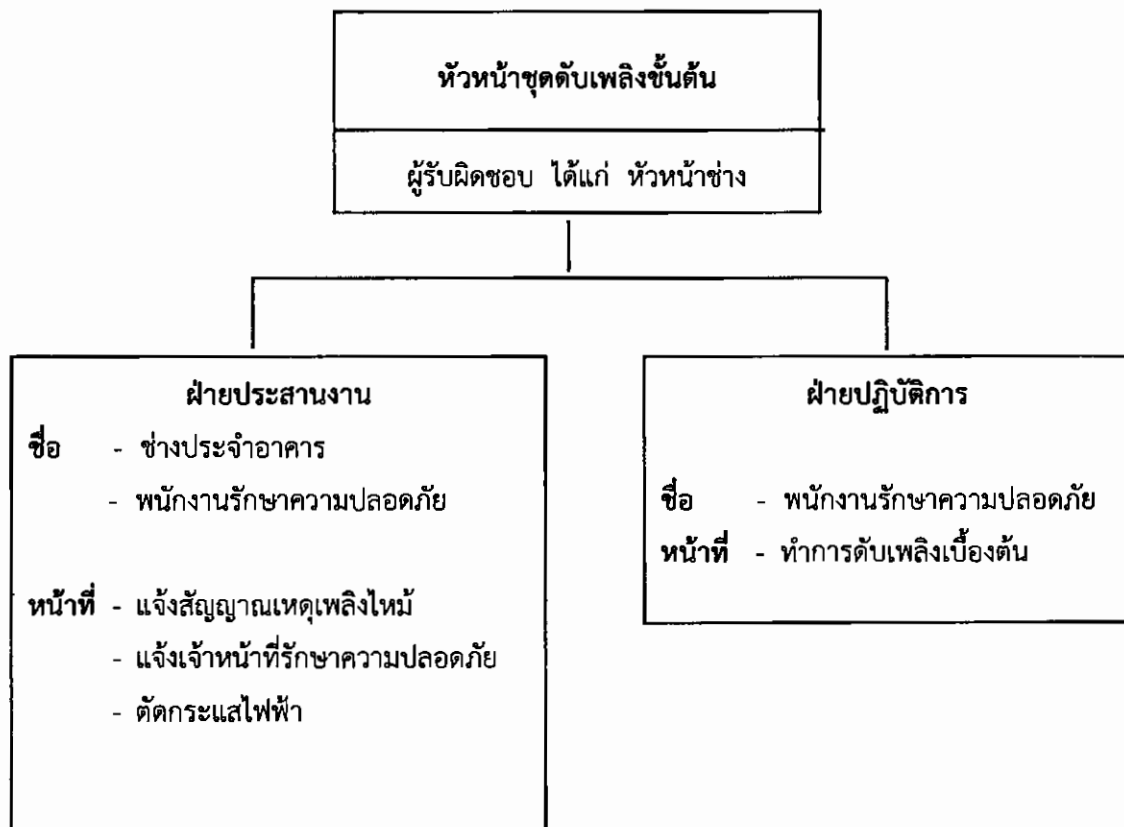 หัวหน้าชุดดับเพลิงขั้นต้น
ผู้รับผิดชอบ ได้แก่ หัวหน้าช่าง
ฝ่ายประสานงาน
ชื่อ - ช่างประจำอาคาร
- พนักงานรักษาความปลอดภัย
หน้าที่ - แจ้งสัญญาณเหตุเพลิงไหม้
- แจ้งเจ้าหน้าที่รักษาความปลอดภัย
- ตัดกระแสไฟฟ้า
ฝ่ายปฏิบัติการ
ชื่อ - พนักงานรักษาความปลอดภัย
หน้าที่ - ทำการดับเพลิงเบื้องต้น